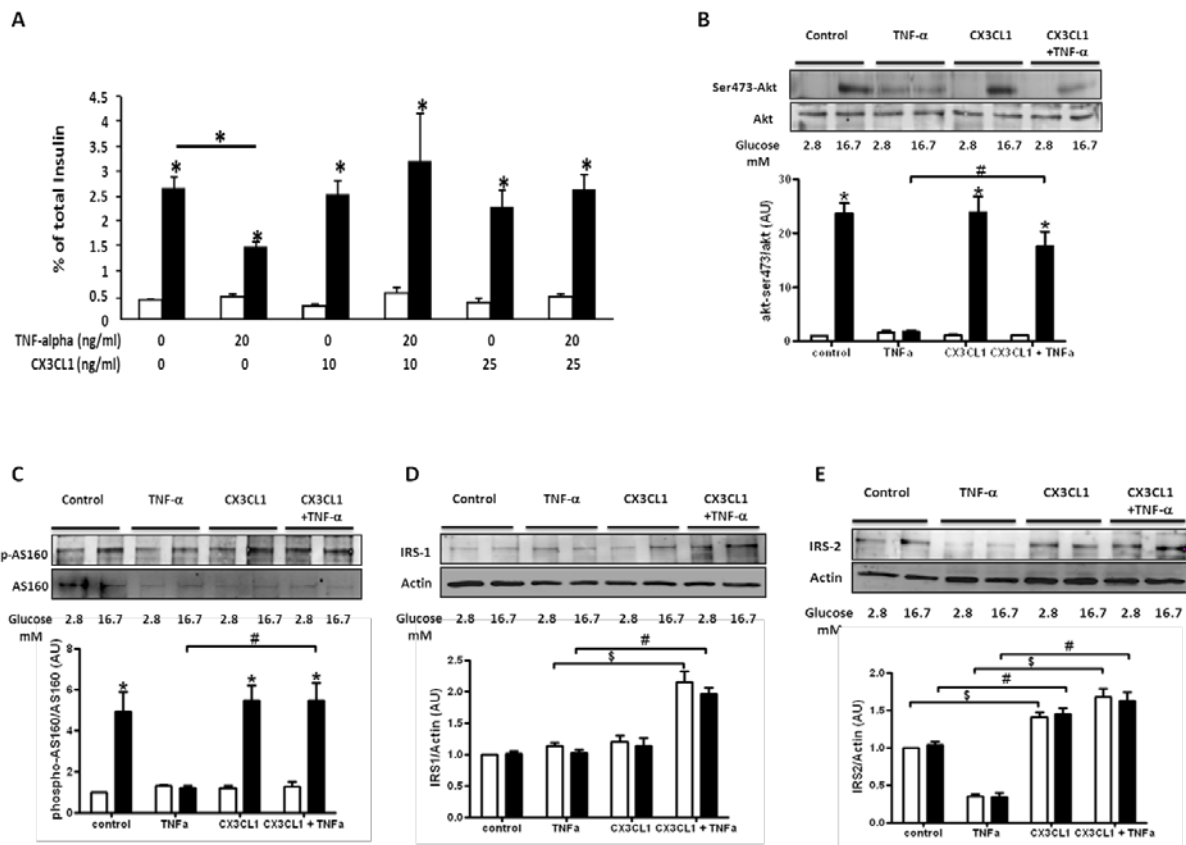 A
% of total Insulin
4.5
4
3.5
3
2.5
2
1.5
1
0.5
0
* * * * * * *
TNF-alpha (ng/ml) 0 20 0 20 0 20
CX3CL1 (ng/ml) 0 0 10 10 25 25
B
Control TNF-α CX3CL1 CX3CL1
+TNF-α
Ser473-Akt
Akt
Glucose 2.8 16.7 2.8 16.7 2.8 16.7 2.8 16.7
mM
akt-ser473/akt (AU)
30
20
10
0
#
* * *
control TNFa CX3CL1 CX3CL1 + TNFa
C
Control TNF-α CX3CL1 CX3CL1
+TNF-α
p-AS160
AS160
Glucose 2.8 16.7 2.8 16.7 2.8 16.7 2.8 16.7
mM
phospho-AS160/AS160 (AU)
8
6
4
2
0
#
* * *
control TNFa CX3CL1 CX3CL1 + TNFa
D
Control TNF-α CX3CL1 CX3CL1
+TNF-α
IRS-1
Actin
Glucose 2.8 16.7 2.8 16.7 2.8 16.7 2.8 16.7
mM
IRS1/Actin (AU)
2.5
2.0
1.5
1.0
0.5
0.0
#
$
control TNFa CX3CL1 CX3CL1 + TNFa
E
Control TNF-α CX3CL1 CX3CL1
+TNF-α
IRS-2
Actin
Glucose 2.8 16.7 2.8 16.7 2.8 16.7 2.8 16.7
mM
IRS2/Actin (AU)
2.0
1.5
1.0
0.5
0.0
#
$
#
$
control TNFa CX3CL1 CX3CL1 + TNFa